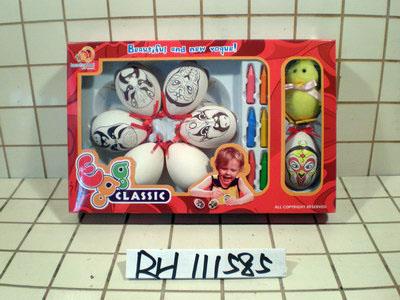 Beautiful and new vogue!
Egg
CLASSIC
ALL COPYRIGHT RESERVED
RH 111585